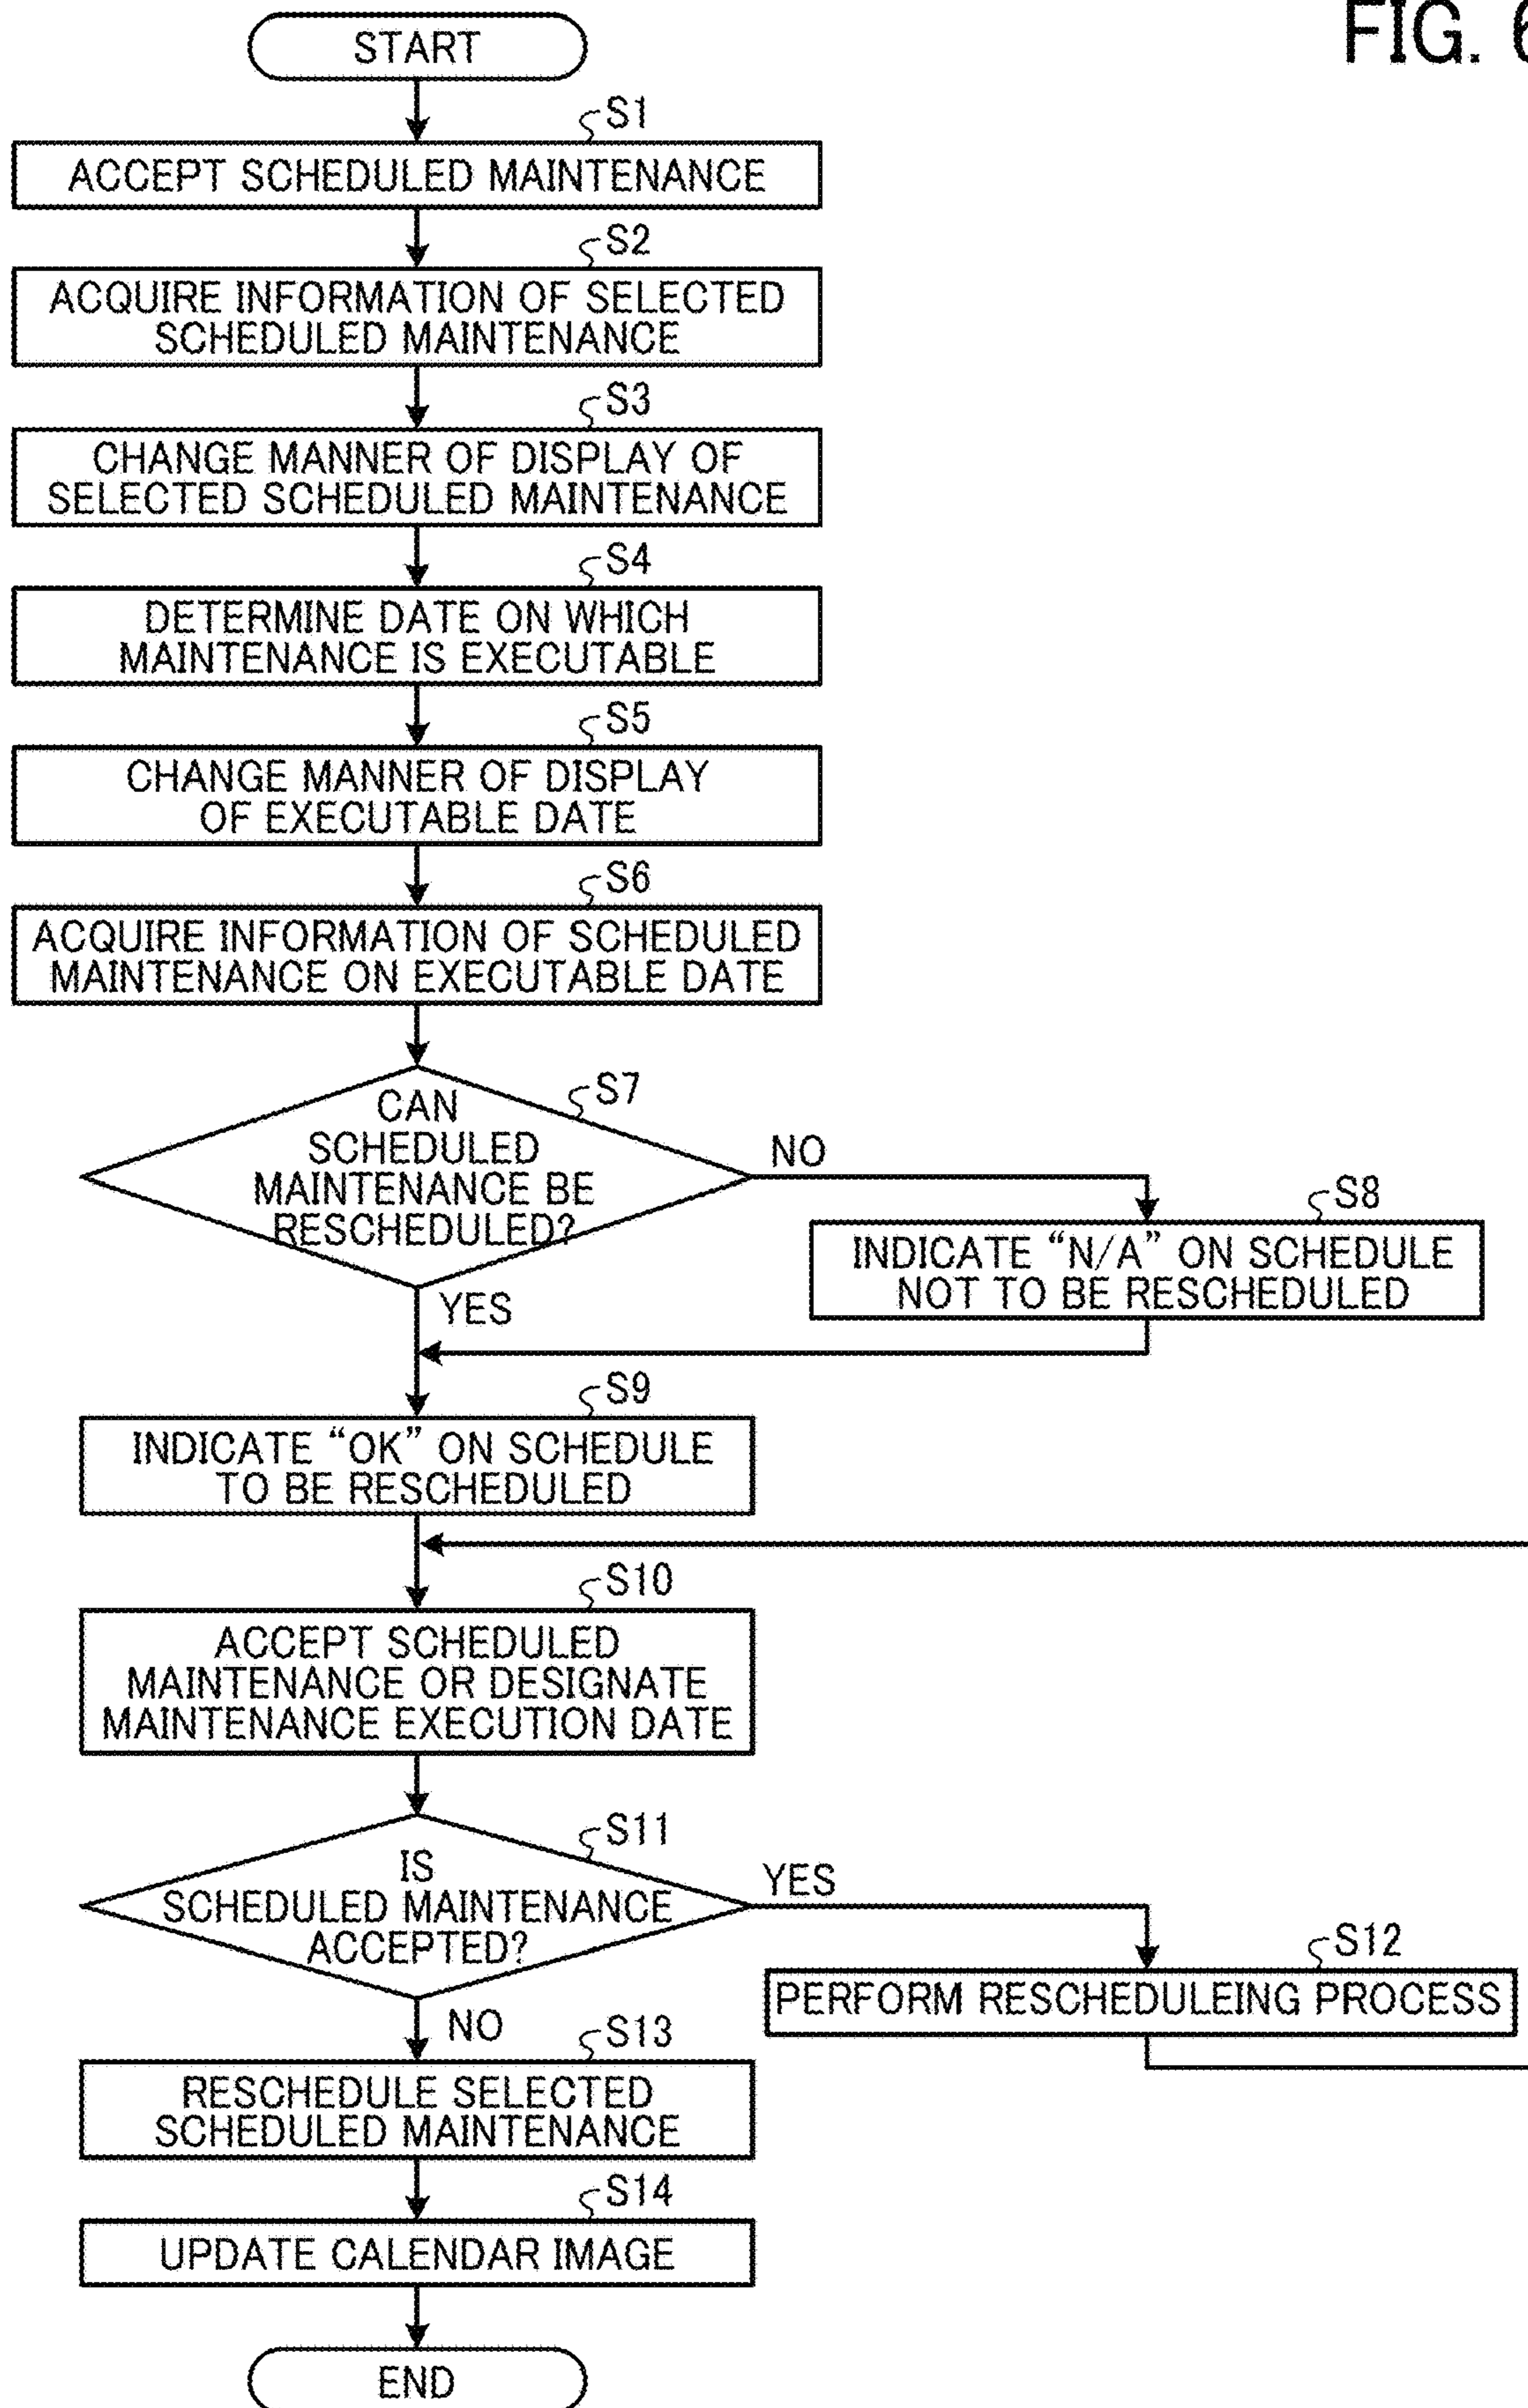 FIG. 6
START
S1
ACCEPT SCHEDULED MAINTENANCE
S2
ACQUIRE INFORMATION OF SELECTED
SCHEDULED MAINTENANCE
S3
CHANGE MANNER OF DISPLAY OF
SELECTED SCHEDULED MAINTENANCE
S4
DETERMINE DATE ON WHICH
MAINTENANCE IS EXECUTABLE
S5
CHANGE MANNER OF DISPLAY
OF EXECUTABLE DATE
S6
ACQUIRE INFORMATION OF SCHEDULED
MAINTENANCE ON EXECUTABLE DATE
S7
CAN
SCHEDULED
MAINTENANCE BE
RESCHEDULED?
NO
YES
S8
INDICATE “N/A” ON SCHEDULE
NOT TO BE RESCHEDULED
S9
INDICATE “OK” ON SCHEDULE
TO BE RESCHEDULED
S10
ACCEPT SCHEDULED
MAINTENANCE OR DESIGNATE
MAINTENANCE EXECUTION DATE
S11
IS
SCHEDULED MAINTENANCE
ACCEPTED?
YES
NO
S12
PERFORM RESCHEDULEING PROCESS
S13
RESCHEDULE SELECTED
SCHEDULED MAINTENANCE
S14
UPDATE CALENDAR IMAGE
END